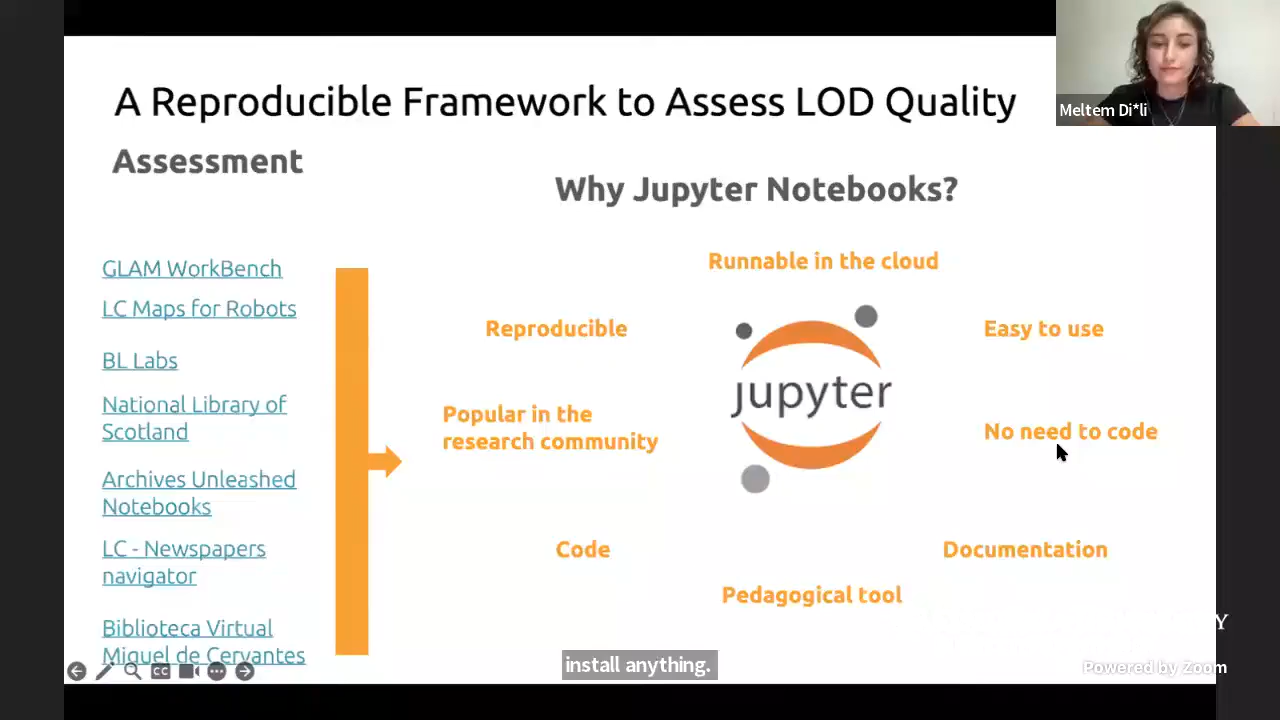 A Reproducible Framework to Assess LOD Quality
Meltem Di*li
Assessment
Why Jupyter Notebooks?
GLAM WorkBench
LC Maps for Robots
BL Labs
National Library of
Scotland
Archives Unleashed
Notebooks
LC - Newspapers
navigator
Biblioteca Virtual
Miguel de Cervantes
Runnable in the cloud
Reproducible
Easy to use
jupyter
Popular in the
research community
No need to code
Code
Documentation
Pedagogical tool
CC
install anything.
Powered by Zoom